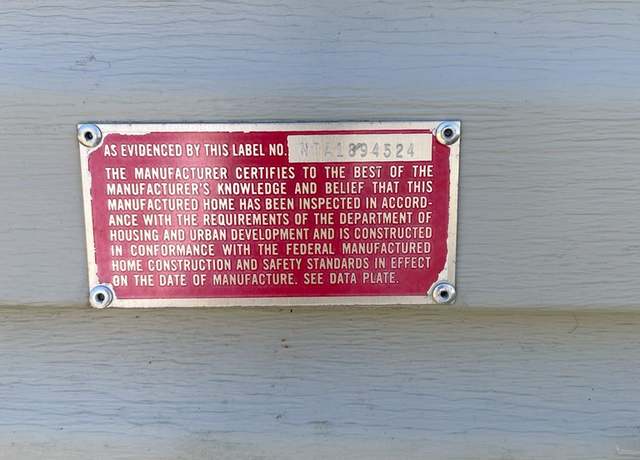 AS EVIDENCED BY THIS LABEL NO. NTA1894524
THE MANUFACTURER CERTIFIES TO THE BEST OF THE
MANUFACTURER'S KNOWLEDGE AND BELIEF THAT THIS
MANUFACTURED HOME HAS BEEN INSPECTED IN ACCORD-
ANCE WITH THE REQUIREMENTS OF THE DEPARTMENT OF
HOUSING AND URBAN DEVELOPMENT AND IS CONSTRUCTED
IN CONFORMANCE WITH THE FEDERAL MANUFACTURED
HOME CONSTRUCTION AND SAFETY STANDARDS IN EFFECT
ON THE DATE OF MANUFACTURE. SEE DATA PLATE.